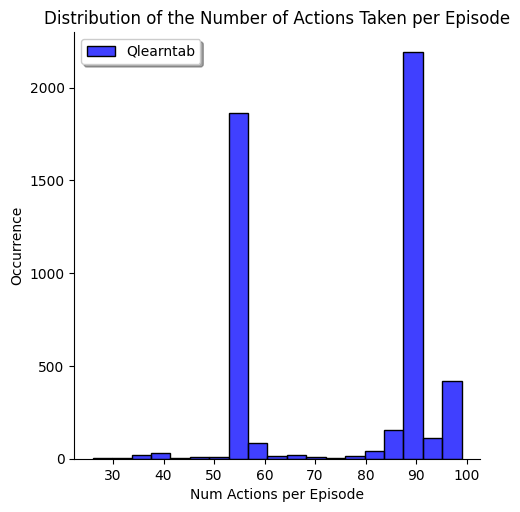 Distribution of the Number of Actions Taken per Episode
Qlearntab
2000
1500
1000
500
0
Occurrence
30 40 50 60 70 80 90 100
Num Actions per Episode